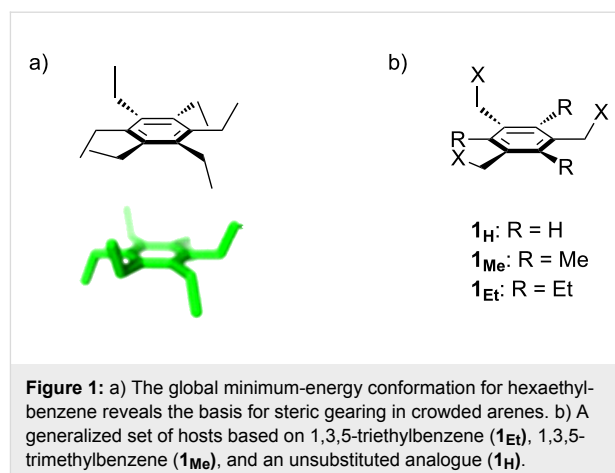 a)
b)
X
X
R
R
X
R
1H: R = H
1Me: R = Me
1Et: R = Et
Figure 1: a) The global minimum-energy conformation for hexaethyl-
benzene reveals the basis for steric gearing in crowded arenes. b) A
generalized set of hosts based on 1,3,5-triethylbenzene (1Et), 1,3,5-
trimethylbenzene (1Me), and an unsubstituted analogue (1H).